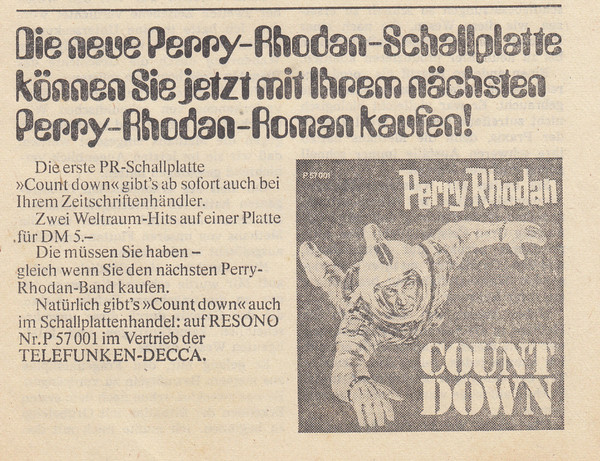 Die neue Perry-Rhodan-Schallplatte
können Sie jetzt mit Ihrem nächsten
Perry-Rhodan-Roman kaufen!
Die erste PR-Schallplatte
»Count down« gibt's ab sofort auch bei
Ihrem Zeitschriftenhändler.
Zwei Weltraum-Hits auf einer Platte
für DM 5.–
Die müssen Sie haben –
gleich wenn Sie den nächsten Perry-
Rhodan-Band kaufen.
Natürlich gibt's »Count down« auch
im Schallplattenhandel: auf RESONO
Nr. P 57 001 im Vertrieb der
TELEFUNKEN-DECCA.
P 57 001
Perry Rhodan
COUNT
DOWN